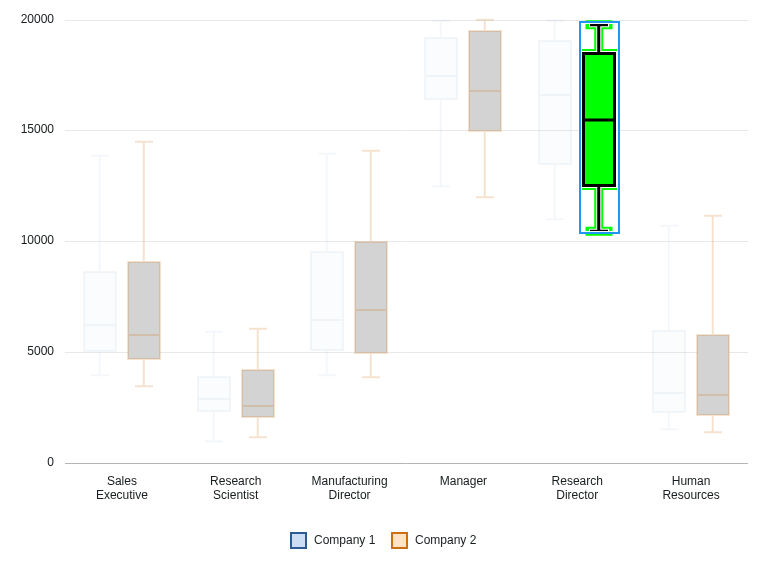 20000
15000
10000
5000
0
Sales
Executive
Research
Scientist
Manufacturing
Director
Manager
Research
Director
Human
Resources
Company 1
Company 2